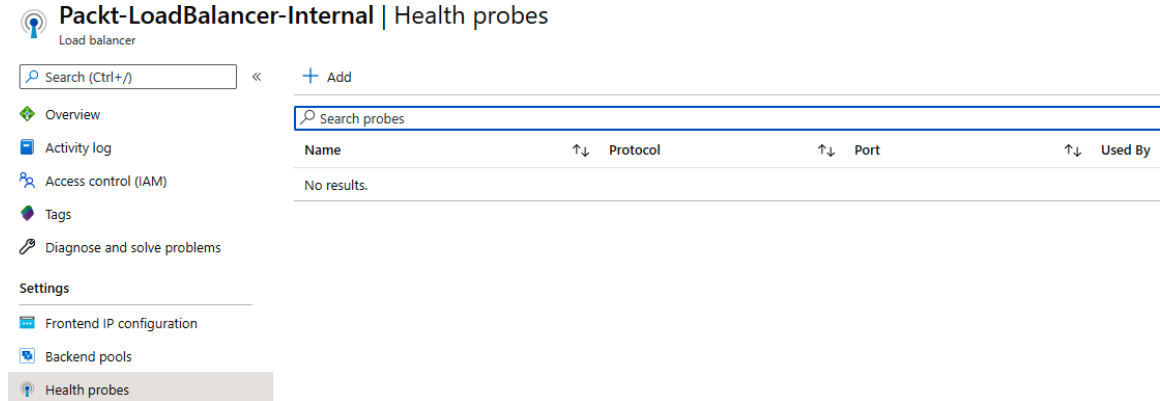 Packt-LoadBalancer-Internal | Health probes
Load balancer
Search (Ctrl+/)
«
Add
Overview
Search probes
Activity log
Name Protocol Port Used By
Access control (IAM)
No results.
Tags
Diagnose and solve problems
Settings
Frontend IP configuration
Backend pools
Health probes